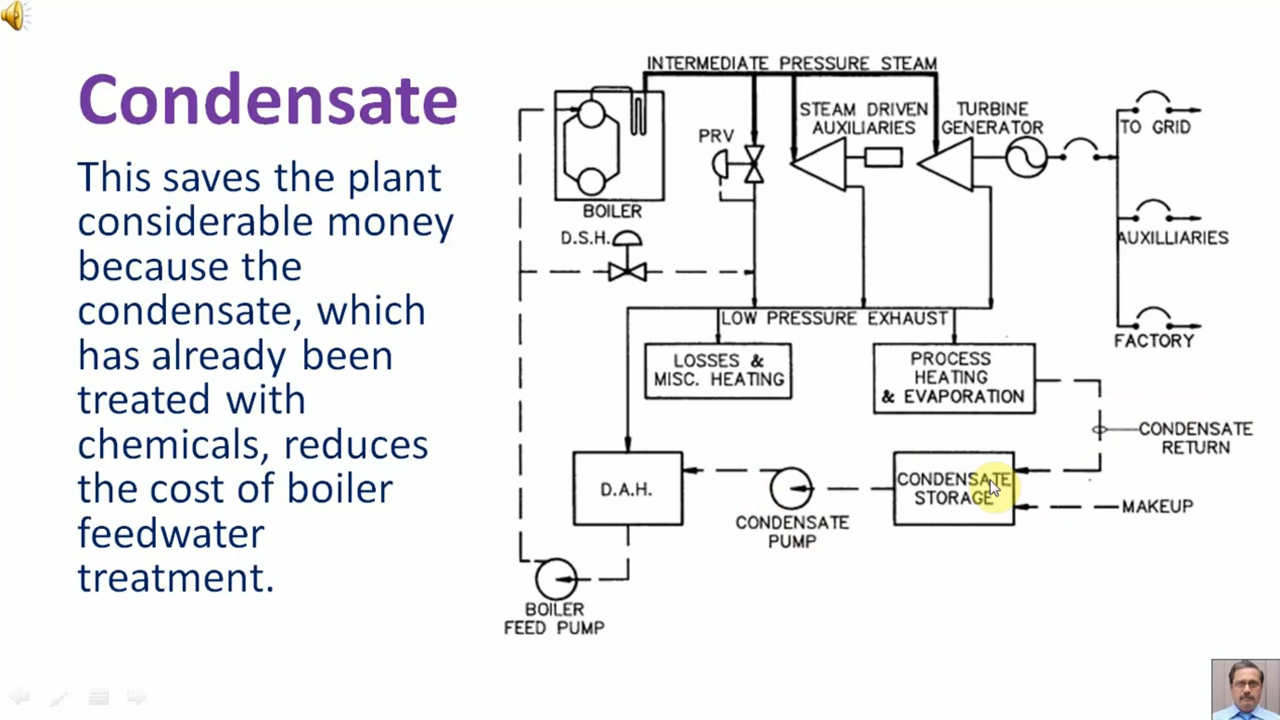 Condensate
This saves the plant
considerable money
because the
condensate, which
has already been
treated with
chemicals, reduces
the cost of boiler
feedwater
treatment.
INTERMEDIATE PRESSURE STEAM
STEAM DRIVEN
AUXILIARIES
TURBINE
GENERATOR
PRV
TO GRID
BOILER
D.S.H.
AUXILLIARIES
LOW PRESSURE EXHAUST
FACTORY
LOSSES &
MISC. HEATING
PROCESS
HEATING
& EVAPORATION
CONDENSATE
RETURN
D.A.H.
CONDENSATE
STORAGE
MAKEUP
CONDENSATE
PUMP
BOILER
FEED PUMP